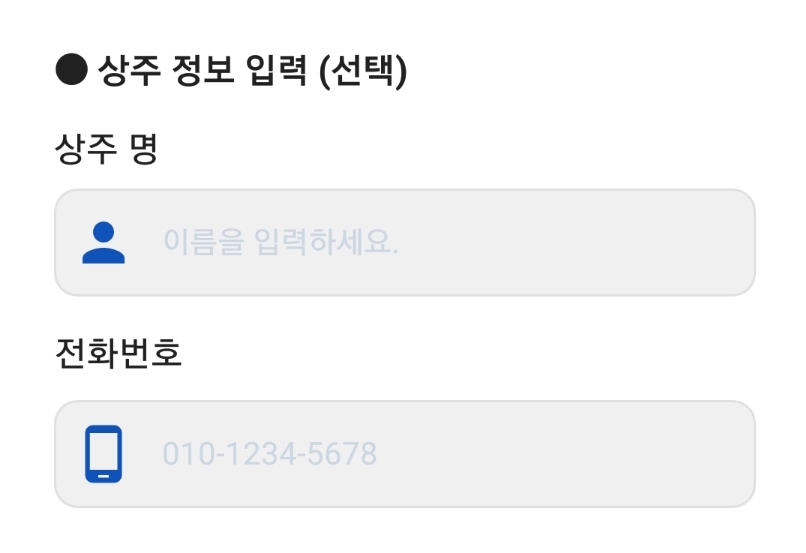 ● 상주 정보 입력 (선택)
상주 명
이름을 입력하세요.
전화번호
010-1234-5678